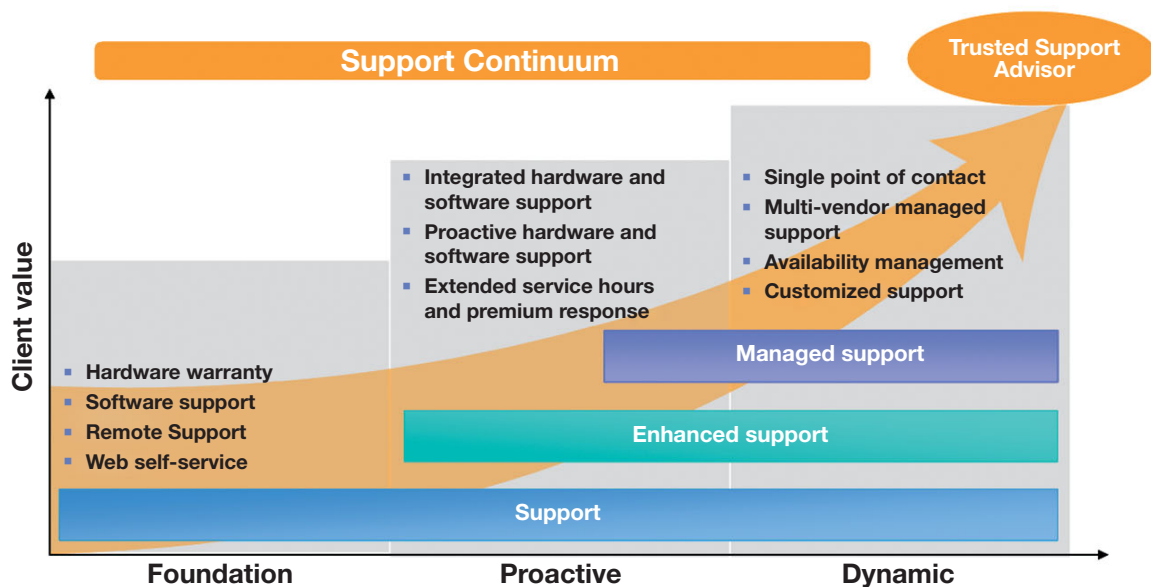 Support Continuum
Trusted Support
Advisor
Client value
Hardware warranty
Software support
Remote Support
Web self-service
Integrated hardware and
software support
Proactive hardware and
software support
Extended service hours
and premium response
Single point of contact
Multi-vendor managed
support
Availability management
Customized support
Managed support
Enhanced support
Support
Foundation
Proactive
Dynamic